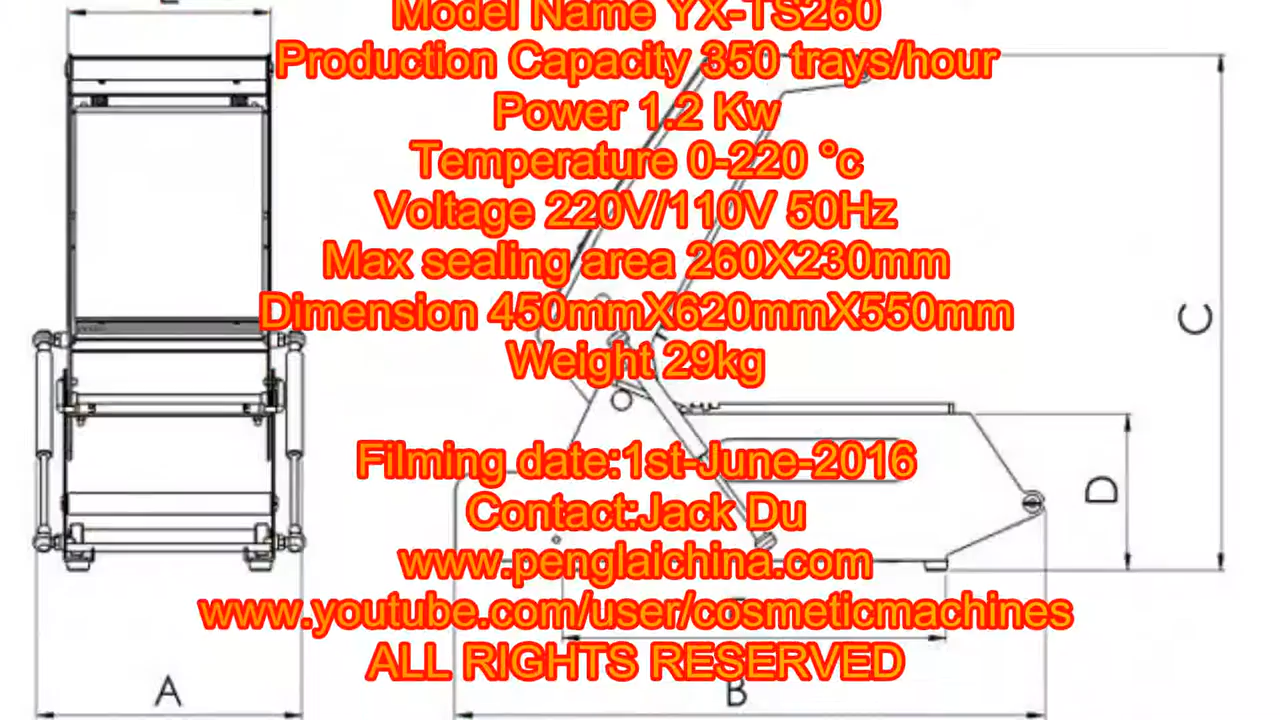 Model Name YX-TS260
Production Capacity 350 trays/hour
Power 1.2 Kw
Temperature 0-220 °c
Voltage 220V/110V 50Hz
Max sealing area 260X230mm
Dimension 450mmX620mmX550mm
Weight 29kg
Filming date:1st-June-2016
Contact:Jack Du
www.penglaichina.com
www.youtube.com/user/cosmeticmachines
ALL RIGHTS RESERVED
C
D
A
B